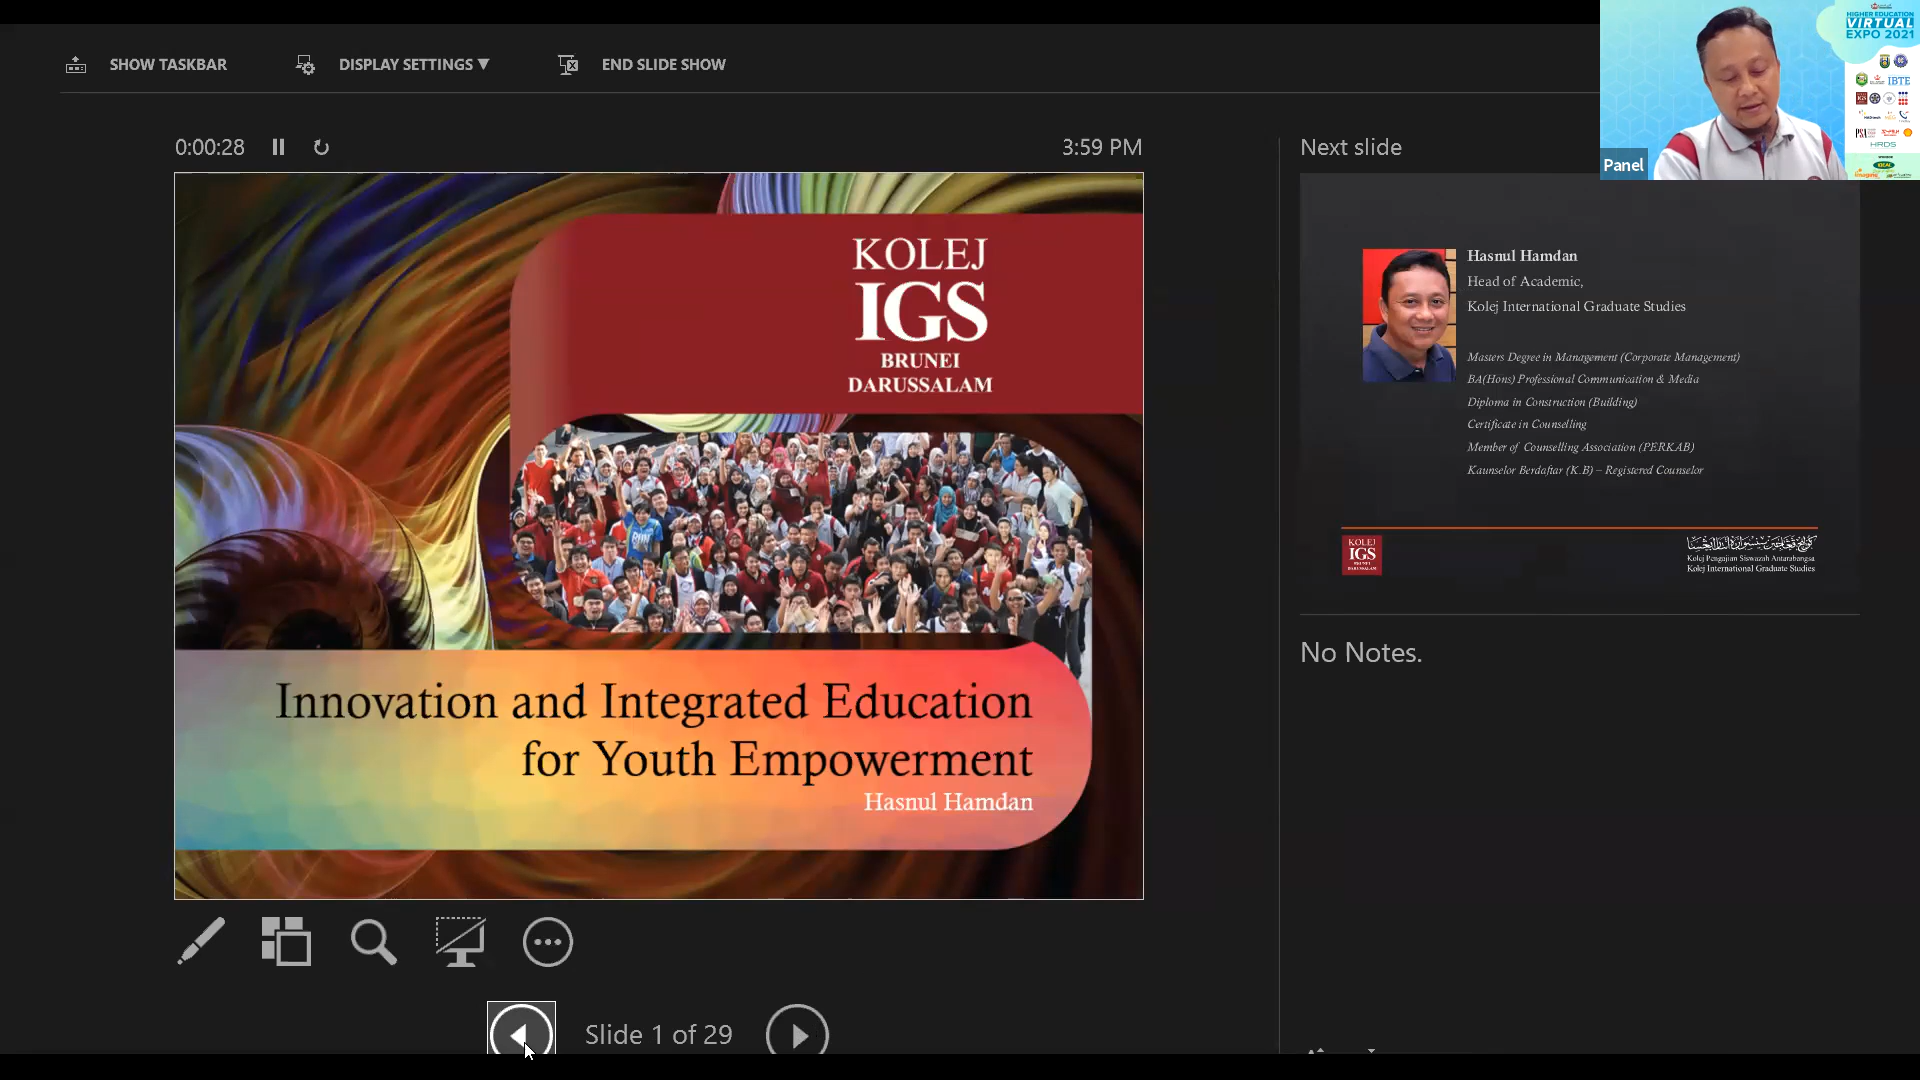 SHOW TASKBAR
DISPLAY SETTINGS ▼
END SLIDE SHOW
0:00:28
3:59 PM
KOLEJ
IGS
BRUNEI
DARUSSALAM
Innovation and Integrated Education
for Youth Empowerment
Hasnul Hamdan
Slide 1 of 29
Next slide
Hasnul Hamdan
Head of Academic,
Kolej International Graduate Studies
Masters Degree in Management (Corporate Management)
BA(Hons) Professional Communication & Media
Diploma in Construction (Building)
Certificate in Counselling
Member of Counselling Association (PERKAB)
Kaunselor Berdaftar (K.B) – Registered Counselor
KOLEJ
IGS
BRUNEI
DARUSSALAM
Kolej Pengajian Siswazah Antarabangsa
Kolej International Graduate Studies
No Notes.
Panel
HIGHER EDUCATION
VIRTUAL
EXPO 2021
IBTE
IGS
HRDS